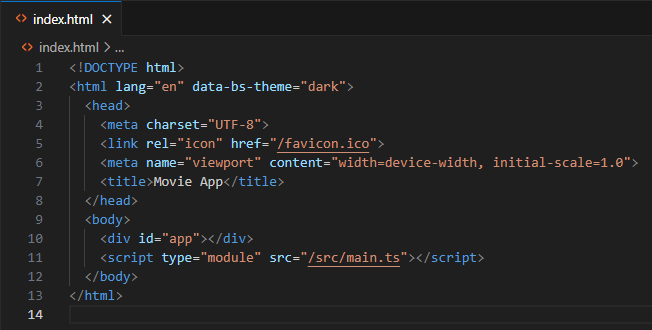 index.html
index.html > ...
1 <!DOCTYPE html>
2 <html lang="en" data-bs-theme="dark">
3 <head>
4 <meta charset="UTF-8">
5 <link rel="icon" href="/favicon.ico">
6 <meta name="viewport" content="width=device-width, initial-scale=1.0">
7 <title>Movie App</title>
8 </head>
9 <body>
10 <div id="app"></div>
11 <script type="module" src="/src/main.ts"></script>
12 </body>
13 </html>
14